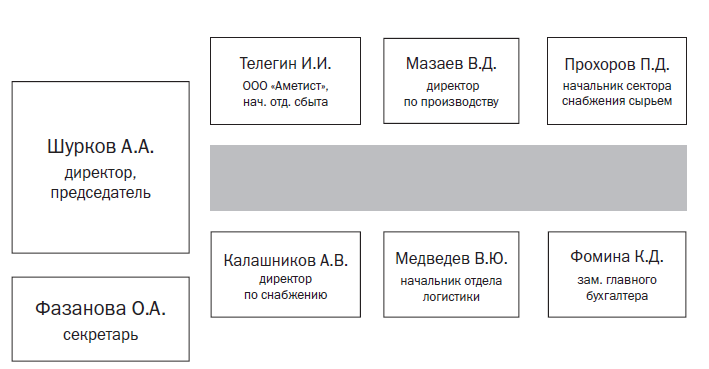 Телегин И.И.
ООО «Аметист»,
нач. отд. сбыта
Мазаев В.Д.
директор
по производству
Прохоров П.Д.
начальник сектора
снабжения сырьем
Шурков А.А.
директор,
председатель
Калашников А.В.
директор
по снабжению
Медведев В.Ю.
начальник отдела
логистики
Фомина К.Д.
зам. главного
бухгалтера
Фазанова О.А.
секретарь